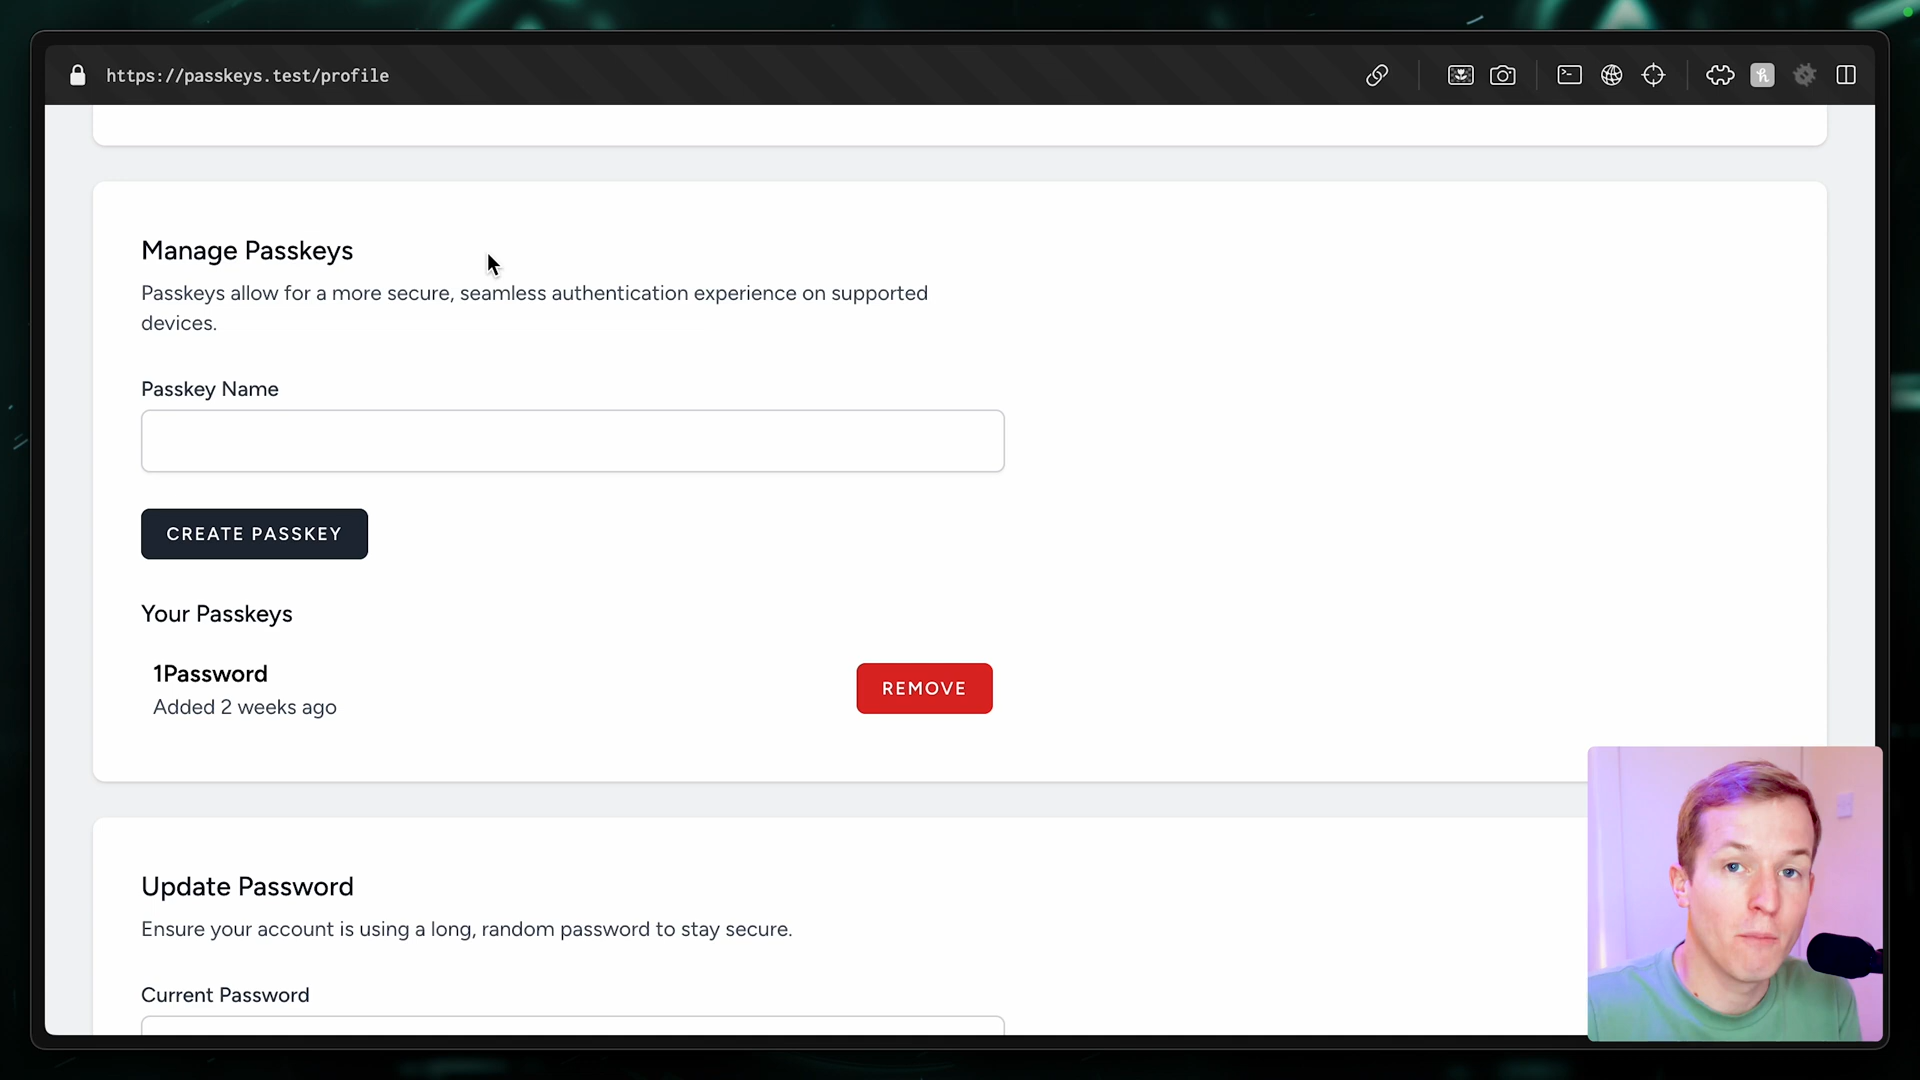 https://passkeys.test/profile
Manage Passkeys
Passkeys allow for a more secure, seamless authentication experience on supported
devices.
Passkey Name
CREATE PASSKEY
Your Passkeys
1Password
Added 2 weeks ago
REMOVE
Update Password
Ensure your account is using a long, random password to stay secure.
Current Password